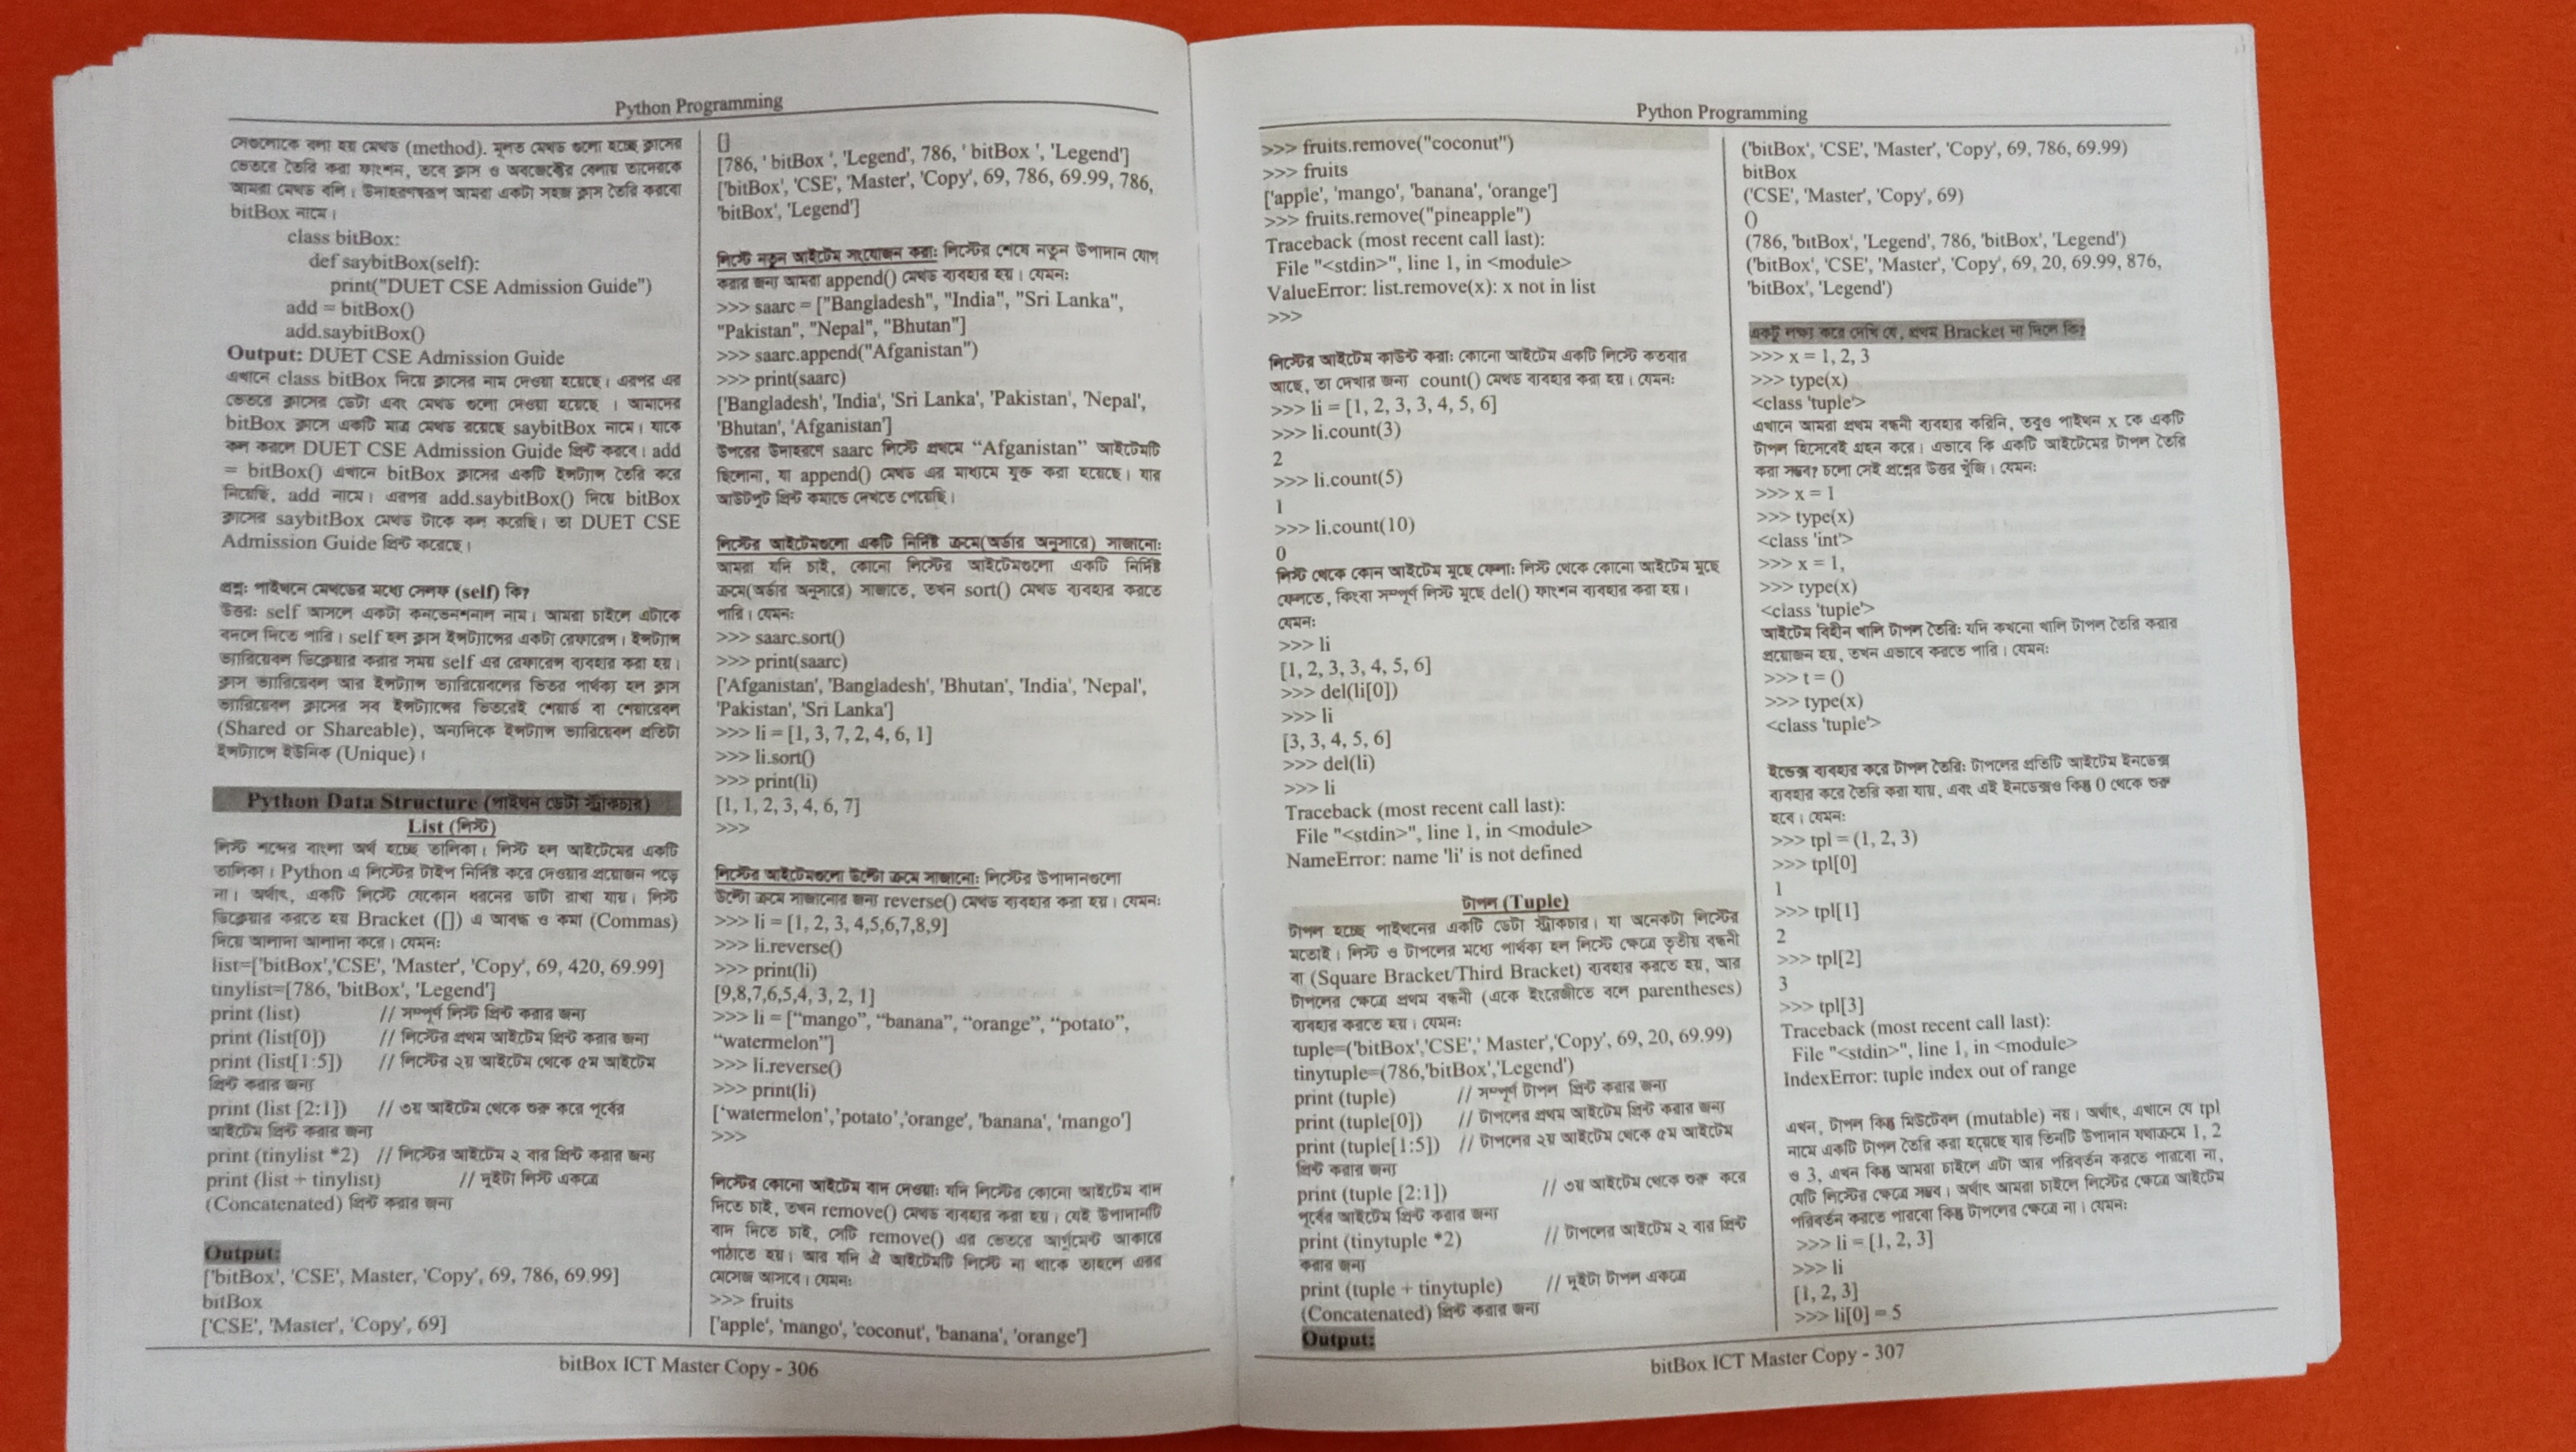 Python Programming
সেগুলোকে বলা হয় মেথড (method). মূলত মেথড গুলো হচ্ছে ক্লাসের
ভেতরে তৈরি করা ফাংশন, তবে ক্লাস ও অবজেক্টের বেলায় তাদেরকে
আমরা মেথড বলি। উদাহরণস্বরূপ আমরা একটা সহজ ক্লাস তৈরি করবো
bitBox নামে।
class bitBox:
def saybitBox(self):
print("DUET CSE Admission Guide")
add = bitBox()
add.saybitBox()
Output: DUET CSE Admission Guide
এখানে class bitBox দিয়ে ক্লাসের নাম দেওয়া হয়েছে। এরপর এর
ভেতরে ক্লাসের ডেটা এবং মেথড গুলো দেওয়া হয়েছে । আমাদের
bitBox ক্লাসে একটি মাত্র মেথড রয়েছে saybitBox নামে। যাকে
কল করলে DUET CSE Admission Guide প্রিন্ট করবে। add
= bitBox() এখানে bitBox ক্লাসের একটি ইন্সট্যান্স তৈরি করে
নিয়েছি, add নামে। এরপর add.saybitBox() দিয়ে bitBox
ক্লাসের saybitBox মেথড টাকে কল করেছি। তা DUET CSE
Admission Guide প্রিন্ট করেছে।
প্রশ্ন: পাইথনে মেথডের মধ্যে সেলফ (self) কি?
উত্তর: self আসলে একটা কনভেনশনাল নাম। আমরা চাইলে এটাকে
বদলে দিতে পারি। self হল ক্লাস ইন্সট্যান্সের একটা রেফারেন্স। ইন্সট্যান্স
ভ্যারিয়েবল ডিক্লেয়ার করার সময় self এর রেফারেন্স ব্যবহার করা হয়।
ক্লাস ভ্যারিয়েবল আর ইন্সট্যান্স ভ্যারিয়েবলের ভিতর পার্থক্য হল ক্লাস
ভ্যারিয়েবল ক্লাসের সব ইন্সট্যান্সের ভিতরেই শেয়ার্ড বা শেয়ারেবল
(Shared or Shareable), অন্যদিকে ইন্সট্যান্স ভ্যারিয়েবল প্রতিটা
ইন্সট্যান্সে ইউনিক (Unique)।
Python Data Structure (পাইথন ডেটা স্ট্রাকচার)
List (লিস্ট)
লিস্ট শব্দের বাংলা অর্থ হচ্ছে তালিকা। লিস্ট হল আইটেমের একটি
তালিকা। Python এ লিস্টের টাইপ নির্দিষ্ট করে দেওয়ার প্রয়োজন পড়ে
না। অর্থাৎ, একটি লিস্টে যেকোন ধরনের ডাটা রাখা যায়। লিস্ট
ডিক্লেয়ার করতে হয় Bracket ([]) এ আবদ্ধ ও কমা (Commas)
দিয়ে আলাদা আলাদা করে। যেমন:
list=['bitBox','CSE', 'Master', 'Copy', 69, 420, 69.99]
tinylist=[786, 'bitBox', 'Legend']
print (list) // সম্পূর্ণ লিস্ট প্রিন্ট করার জন্য
print (list[0]) // লিস্টের প্রথম আইটেম প্রিন্ট করার জন্য
print (list[1:5]) // লিস্টের ২য় আইটেম থেকে ৫ম আইটেম
প্রিন্ট করার জন্য
print (list [2:1]) // ৩য় আইটেম থেকে শুরু করে পূর্বের
আইটেম প্রিন্ট করার জন্য
print (tinylist *2) // লিস্টের আইটেম ২ বার প্রিন্ট করার জন্য
print (list + tinylist) // দুইটা লিস্ট একত্রে
(Concatenated) প্রিন্ট করার জন্য
Output:
['bitBox', 'CSE', Master, 'Copy', 69, 786, 69.99]
bitBox
['CSE', 'Master', 'Copy', 69]
[]
[786, ' bitBox ', 'Legend', 786, ' bitBox ', 'Legend']
['bitBox', 'CSE', 'Master', 'Copy', 69, 786, 69.99, 786,
'bitBox', 'Legend']
লিস্টে নতুন আইটেম সংযোজন করা: লিস্টের শেষে নতুন উপাদান যোগ
করার জন্য আমরা append() মেথড ব্যবহার হয়। যেমন:
>>> saarc = ["Bangladesh", "India", "Sri Lanka",
"Pakistan", "Nepal", "Bhutan"]
>>> saarc.append("Afganistan")
>>> print(saarc)
['Bangladesh', 'India', 'Sri Lanka', 'Pakistan', 'Nepal',
'Bhutan', 'Afganistan']
উপরের উদাহরণে saarc লিস্টে প্রথমে “Afganistan” আইটেমটি
ছিলোনা, যা append() মেথড এর মাধ্যমে যুক্ত করা হয়েছে। যার
আউটপুট প্রিন্ট কমান্ডে দেখতে পেয়েছি।
লিস্টের আইটেমগুলো একটি নির্দিষ্ট ক্রমে(অর্ডার অনুসারে) সাজানো:
আমরা যদি চাই, কোনো লিস্টের আইটেমগুলো একটি নির্দিষ্ট
ক্রমে(অর্ডার অনুসারে) সাজাতে, তখন sort() মেথড ব্যবহার করতে
পারি। যেমন:
>>> saarc.sort()
>>> print(saarc)
['Afganistan', 'Bangladesh', 'Bhutan', 'India', 'Nepal',
'Pakistan', 'Sri Lanka']
>>> li = [1, 3, 7, 2, 4, 6, 1]
>>> li.sort()
>>> print(li)
[1, 1, 2, 3, 4, 6, 7]
>>>
লিস্টের আইটেমগুলো উল্টো ক্রমে সাজানো: লিস্টের উপাদানগুলো
উল্টো ক্রমে সাজানোর জন্য reverse() মেথড ব্যবহার করা হয়। যেমন:
>>> li = [1, 2, 3, 4,5,6,7,8,9]
>>> li.reverse()
>>> print(li)
[9,8,7,6,5,4, 3, 2, 1]
>>> li = [“mango”, “banana”, “orange”, “potato”,
“watermelon”]
>>> li.reverse()
>>> print(li)
[‘watermelon’,'potato’,'orange’, 'banana’, ‘mango’]
>>>
লিস্টের কোনো আইটেম বাদ দেওয়া: যদি লিস্টের কোনো আইটেম বাদ
দিতে চাই, তখন remove() মেথড ব্যবহার করা হয়। যেই উপাদানটি
বাদ দিতে চাই, সেটি remove() এর ভেতরে আর্গুমেন্ট আকারে
পাঠাতে হয়। আর যদি ঐ আইটেমটি লিস্টে না থাকে তাহলে এরর
মেসেজ আসবে। যেমন:
>>> fruits
['apple', 'mango', 'coconut', 'banana', 'orange']
bitBox ICT Master Copy - 306
Python Programming
>>> fruits.remove("coconut")
>>> fruits
['apple', 'mango', 'banana', 'orange']
>>> fruits.remove("pineapple")
Traceback (most recent call last):
File "<stdin>", line 1, in <module>
ValueError: list.remove(x): x not in list
>>>
লিস্টের আইটেম কাউন্ট করা: কোনো আইটেম একটি লিস্টে কতবার
আছে, তা দেখার জন্য count() মেথড ব্যবহার করা হয়। যেমন:
>>> li = [1, 2, 3, 3, 4, 5, 6]
>>> li.count(3)
2
>>> li.count(5)
1
>>> li.count(10)
0
লিস্ট থেকে কোন আইটেম মুছে ফেলা: লিস্ট থেকে কোনো আইটেম মুছে
ফেলতে, কিংবা সম্পূর্ণ লিস্ট মুছে del() ফাংশন ব্যবহার করা হয়।
যেমন:
>>> li
[1, 2, 3, 3, 4, 5, 6]
>>> del(li[0])
>>> li
[3, 3, 4, 5, 6]
>>> del(li)
>>> li
Traceback (most recent call last):
File "<stdin>", line 1, in <module>
NameError: name 'li' is not defined
টাপল (Tuple)
টাপল হচ্ছে পাইথনের একটি ডেটা স্ট্রাকচার। যা অনেকটা লিস্টের
মতোই। লিস্ট ও টাপলের মধ্যে পার্থক্য হল লিস্টে ক্ষেত্রে তৃতীয় বন্ধনী
বা (Square Bracket/Third Bracket) ব্যবহার করতে হয়, আর
টাপলের ক্ষেত্রে প্রথম বন্ধনী (একে ইংরেজীতে বলে parentheses)
ব্যবহার করতে হয়। যেমন:
tuple=('bitBox','CSE',' Master','Copy', 69, 20, 69.99)
tinytuple=(786,'bitBox','Legend')
print (tuple) // সম্পূর্ণ টাপল প্রিন্ট করার জন্য
print (tuple[0]) // টাপলের প্রথম আইটেম প্রিন্ট করার জন্য
print (tuple[1:5]) // টাপলের ২য় আইটেম থেকে ৫ম আইটেম
প্রিন্ট করার জন্য
print (tuple [2:1]) // ৩য় আইটেম থেকে শুরু করে
পূর্বের আইটেম প্রিন্ট করার জন্য
print (tinytuple *2) // টাপলের আইটেম ২ বার প্রিন্ট
করার জন্য
print (tuple + tinytuple) // দুইটা টাপল একত্রে
(Concatenated) প্রিন্ট করার জন্য
Output:
('bitBox', 'CSE', 'Master', 'Copy', 69, 786, 69.99)
bitBox
('CSE', 'Master', 'Copy', 69)
()
(786, 'bitBox', 'Legend', 786, 'bitBox', 'Legend')
('bitBox', 'CSE', 'Master', 'Copy', 69, 20, 69.99, 876,
'bitBox', 'Legend')
একটু লক্ষ্য করে দেখি যে, প্রথম Bracket না দিলে কি?
>>> x = 1, 2, 3
>>> type(x)
<class 'tuple'>
এখানে আমরা প্রথম বন্ধনী ব্যবহার করিনি, তবুও পাইথন x কে একটি
টাপল হিসেবেই গ্রহন করে। এভাবে কি একটি আইটেমের টাপল তৈরি
করা সম্ভব? চলো সেই প্রশ্নের উত্তর খুঁজি। যেমন:
>>> x = 1
>>> type(x)
<class 'int'>
>>> x = 1,
>>> type(x)
<class 'tuple'>
আইটেম বিহীন খালি টাপল তৈরি: যদি কখনো খালি টাপল তৈরি করার
প্রয়োজন হয়, তখন এভাবে করতে পারি। যেমন:
>>> t = ()
>>> type(x)
<class 'tuple'>
ইন্ডেক্স ব্যবহার করে টাপল তৈরি: টাপলের প্রতিটি আইটেম ইনডেক্স
ব্যবহার করে তৈরি করা যায়, এবং এই ইনডেক্সও কিন্তু 0 থেকে শুরু
হবে। যেমন:
>>> tpl = (1, 2, 3)
>>> tpl[0]
1
>>> tpl[1]
2
>>> tpl[2]
3
>>> tpl[3]
Traceback (most recent call last):
File "<stdin>", line 1, in <module>
IndexError: tuple index out of range
এখন, টাপল কিন্তু মিউটেবল (mutable) নয়। অর্থাৎ, এখানে যে tpl
নামে একটি টাপল তৈরি করা হয়েছে যার তিনটি উপাদান যথাক্রমে 1, 2
ও 3, এখন কিন্তু আমরা চাইলে এটা আর পরিবর্তন করতে পারবো না,
যেটি লিস্টের ক্ষেত্রে সম্ভব। অর্থাৎ আমরা চাইলে লিস্টের ক্ষেত্রে আইটেম
পরিবর্তন করতে পারবো কিন্তু টাপলের ক্ষেত্রে না। যেমন:
>>> li = [1, 2, 3]
>>> li
[1, 2, 3]
>>> li[0] = 5
bitBox ICT Master Copy - 307